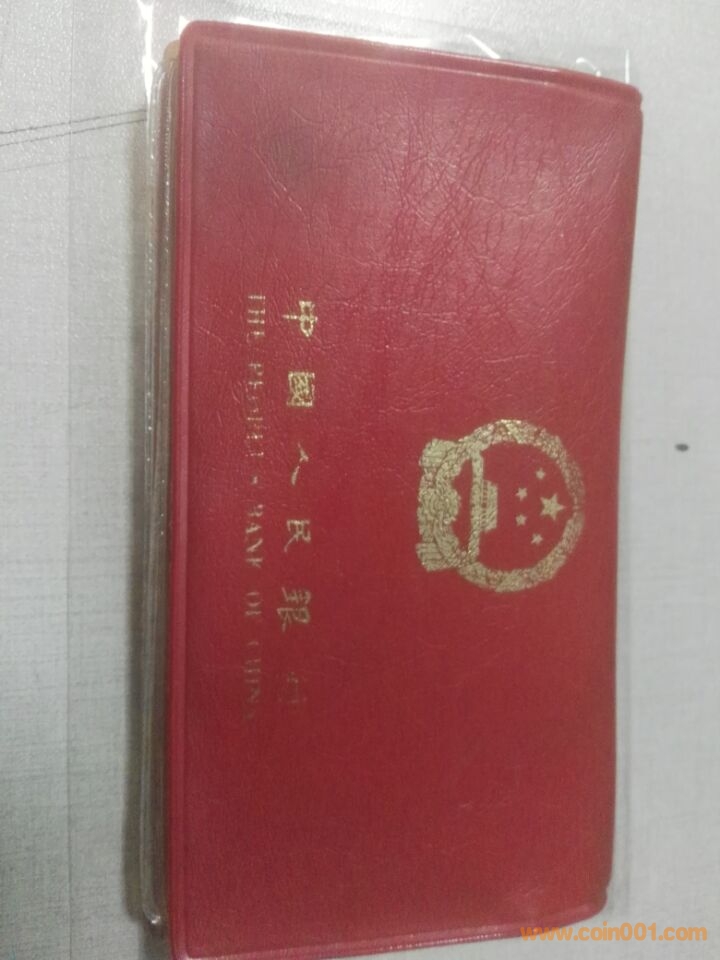 中國人民銀行
THE PEOPLE'S BANK OF CHINA
www.coin001.com